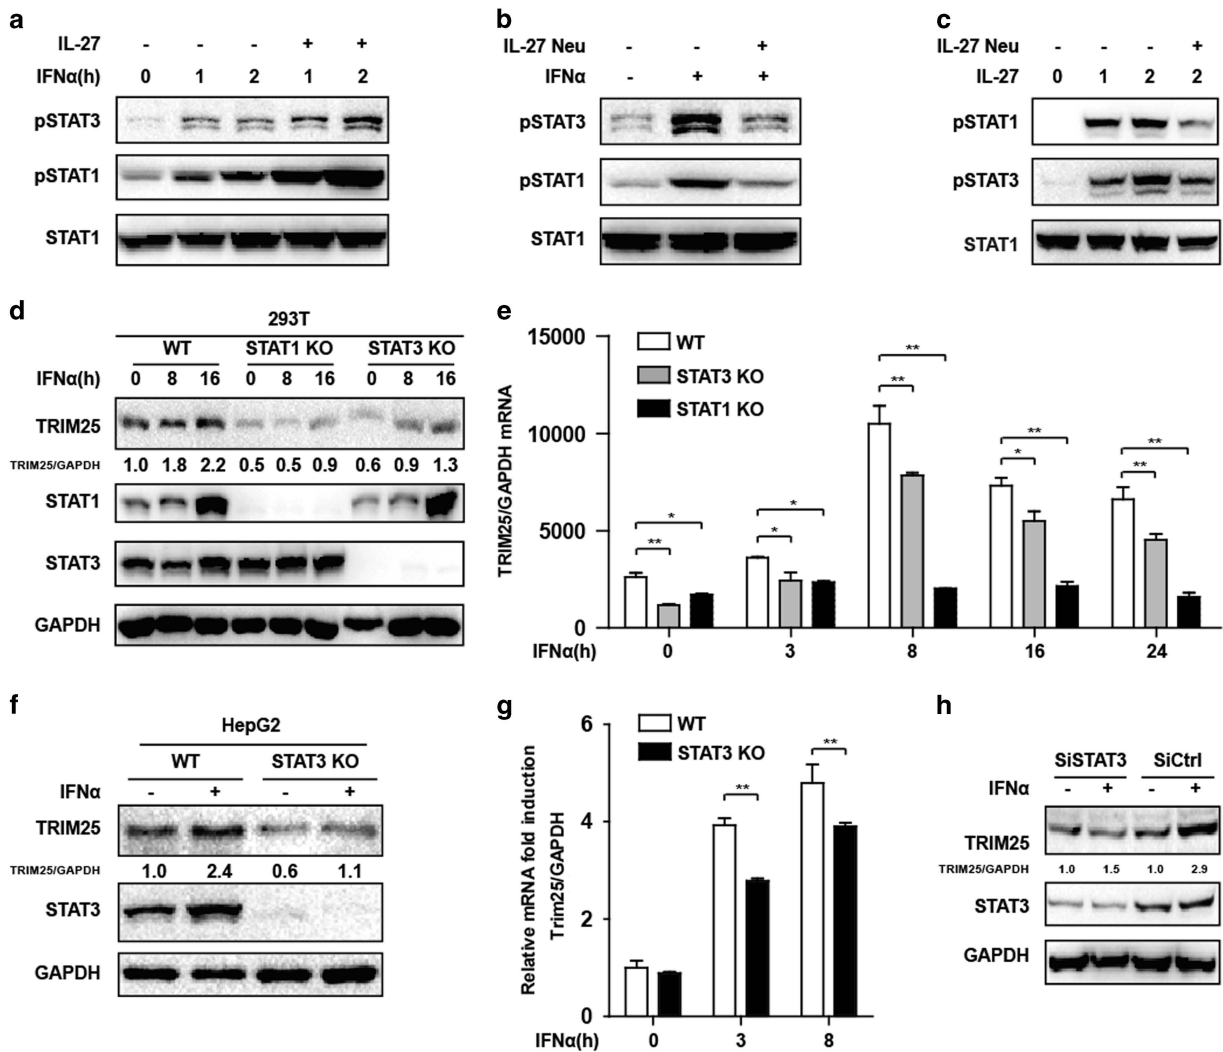 a
IL-27 - - - + +
IFNα(h) 0 1 2 1 2
pSTAT3
pSTAT1
STAT1
b
IL-27 Neu - - +
IFNα - + +
pSTAT3
pSTAT1
STAT1
c
IL-27 Neu - - - +
IL-27 0 1 2 2
pSTAT1
pSTAT3
STAT1
d
293T
WT STAT1 KO STAT3 KO
IFNα(h) 0 8 16 0 8 16 0 8 16
TRIM25
TRIM25/GAPDH 1.0 1.8 2.2 0.5 0.5 0.9 0.6 0.9 1.3
STAT1
STAT3
GAPDH
e
TRIM25/GAPDH mRNA
15000
10000
5000
0
WT
STAT3 KO
STAT1 KO
** * * * ** ** * ** ** **
IFNα(h) 0 3 8 16 24
f
HepG2
WT STAT3 KO
IFNα - + - +
TRIM25
TRIM25/GAPDH 1.0 2.4 0.6 1.1
STAT3
GAPDH
g
Relative mRNA fold induction
Trim25/GAPDH
6
4
2
0
WT
STAT3 KO
** **
IFNα(h) 0 3 8
h
SiSTAT3 SiCtrl
IFNα - + - +
TRIM25
TRIM25/GAPDH 1.0 1.5 1.0 2.9
STAT3
GAPDH